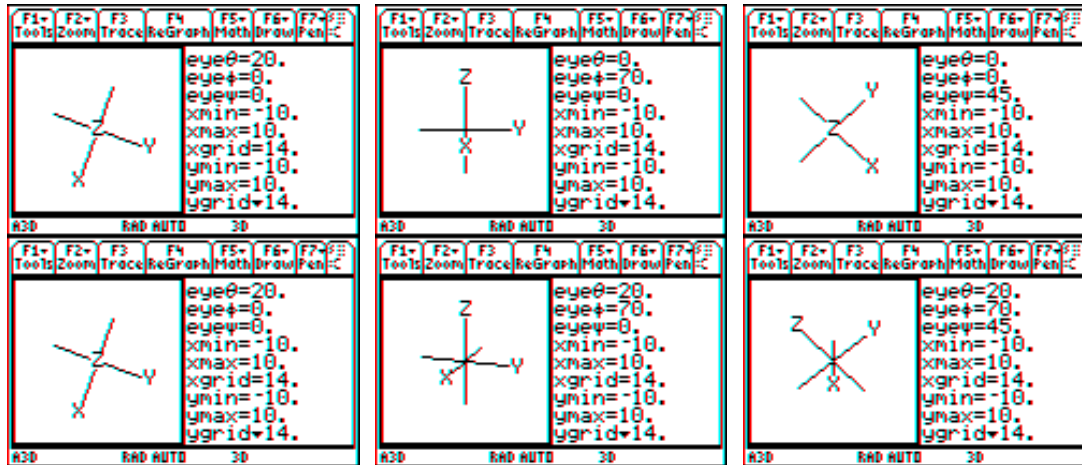 F1▾ F2▾ F3 F4 F5▾ F6▾ F7▾
Tools Zoom Trace ReGraph Math Draw Pen
Z
Y
X
eyeθ=20.
eyeϕ=0.
eyeψ=0.
xmin=⁻10.
xmax=10.
xgrid=14.
ymin=⁻10.
ymax=10.
ygrid▾14.
A3D RAD AUTO 3D
F1▾ F2▾ F3 F4 F5▾ F6▾ F7▾
Tools Zoom Trace ReGraph Math Draw Pen
Z
Y
X
eyeθ=0.
eyeϕ=70.
eyeψ=0.
xmin=⁻10.
xmax=10.
xgrid=14.
ymin=⁻10.
ymax=10.
ygrid▾14.
A3D RAD AUTO 3D
F1▾ F2▾ F3 F4 F5▾ F6▾ F7▾
Tools Zoom Trace ReGraph Math Draw Pen
Y
Z
X
eyeθ=0.
eyeϕ=0.
eyeψ=45.
xmin=⁻10.
xmax=10.
xgrid=14.
ymin=⁻10.
ymax=10.
ygrid▾14.
A3D RAD AUTO 3D
F1▾ F2▾ F3 F4 F5▾ F6▾ F7▾
Tools Zoom Trace ReGraph Math Draw Pen
Z
Y
X
eyeθ=20.
eyeϕ=0.
eyeψ=0.
xmin=⁻10.
xmax=10.
xgrid=14.
ymin=⁻10.
ymax=10.
ygrid▾14.
A3D RAD AUTO 3D
F1▾ F2▾ F3 F4 F5▾ F6▾ F7▾
Tools Zoom Trace ReGraph Math Draw Pen
Z
Y
X
eyeθ=20.
eyeϕ=70.
eyeψ=0.
xmin=⁻10.
xmax=10.
xgrid=14.
ymin=⁻10.
ymax=10.
ygrid▾14.
A3D RAD AUTO 3D
F1▾ F2▾ F3 F4 F5▾ F6▾ F7▾
Tools Zoom Trace ReGraph Math Draw Pen
Z Y
X
eyeθ=20.
eyeϕ=70.
eyeψ=45.
xmin=⁻10.
xmax=10.
xgrid=14.
ymin=⁻10.
ymax=10.
ygrid▾14.
A3D RAD AUTO 3D